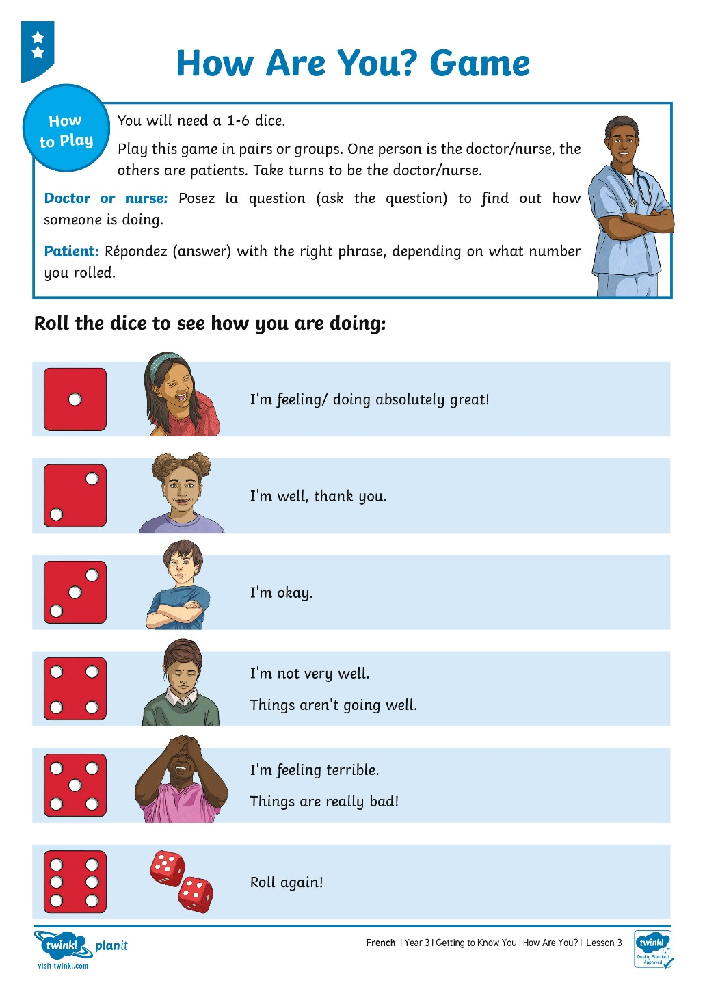 How Are You? Game
How
to Play
You will need a 1-6 dice.
Play this game in pairs or groups. One person is the doctor/nurse, the
others are patients. Take turns to be the doctor/nurse.
Doctor or nurse: Posez la question (ask the question) to find out how
someone is doing.
Patient: Répondez (answer) with the right phrase, depending on what number
you rolled.
Roll the dice to see how you are doing:
I'm feeling/ doing absolutely great!
I'm well, thank you.
I'm okay.
I'm not very well.
Things aren't going well.
I'm feeling terrible.
Things are really bad!
Roll again!
twinkl planit
visit twinkl.com
French | Year 3 | Getting to Know You | How Are You? | Lesson 3
twinkl
Quality Standard
Approved